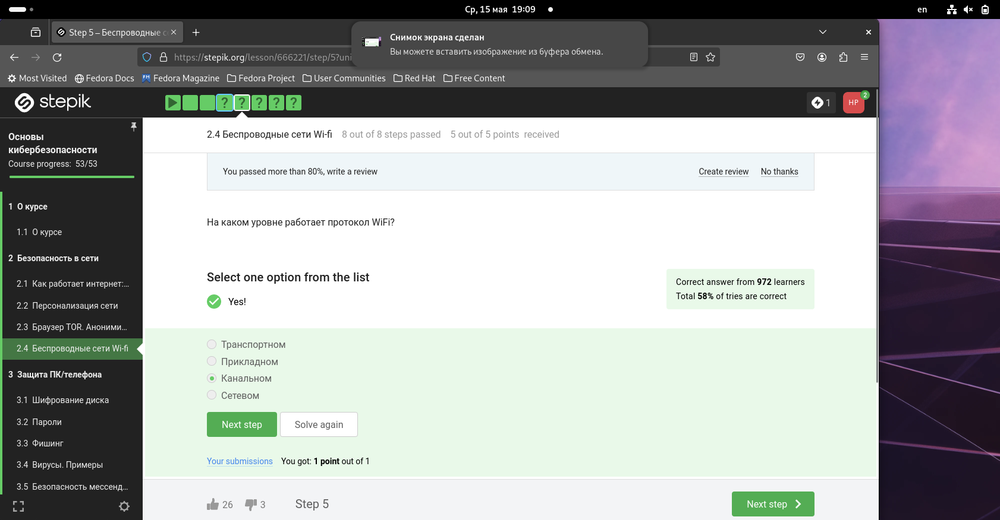 Ср, 15 мая 19:09
en
Step 5 – Беспроводные се
Снимок экрана сделан
Вы можете вставить изображение из буфера обмена.
https://stepik.org/lesson/666221/step/5?uni
Most Visited
Fedora Docs
Fedora Magazine
Fedora Project
User Communities
Red Hat
Free Content
stepik
? ? ? ? ?
1
HP
2
Основы
кибербезопасности
Course progress: 53/53
1 О курсе
1.1 О курсе
2 Безопасность в сети
2.1 Как работает интернет:...
2.2 Персонализация сети
2.3 Браузер TOR. Аноними...
2.4 Беспроводные сети Wi-fi
3 Защита ПК/телефона
3.1 Шифрование диска
3.2 Пароли
3.3 Фишинг
3.4 Вирусы. Примеры
3.5 Безопасность мессенд...
2.4 Беспроводные сети Wi-fi 8 out of 8 steps passed 5 out of 5 points received
You passed more than 80%, write a review
Create review
No thanks
На каком уровне работает протокол WiFi?
Select one option from the list
Yes!
Correct answer from 972 learners
Total 58% of tries are correct
Транспортном
Прикладном
Канальном
Сетевом
Next step
Solve again
Your submissions You got: 1 point out of 1
26
3
Step 5
Next step